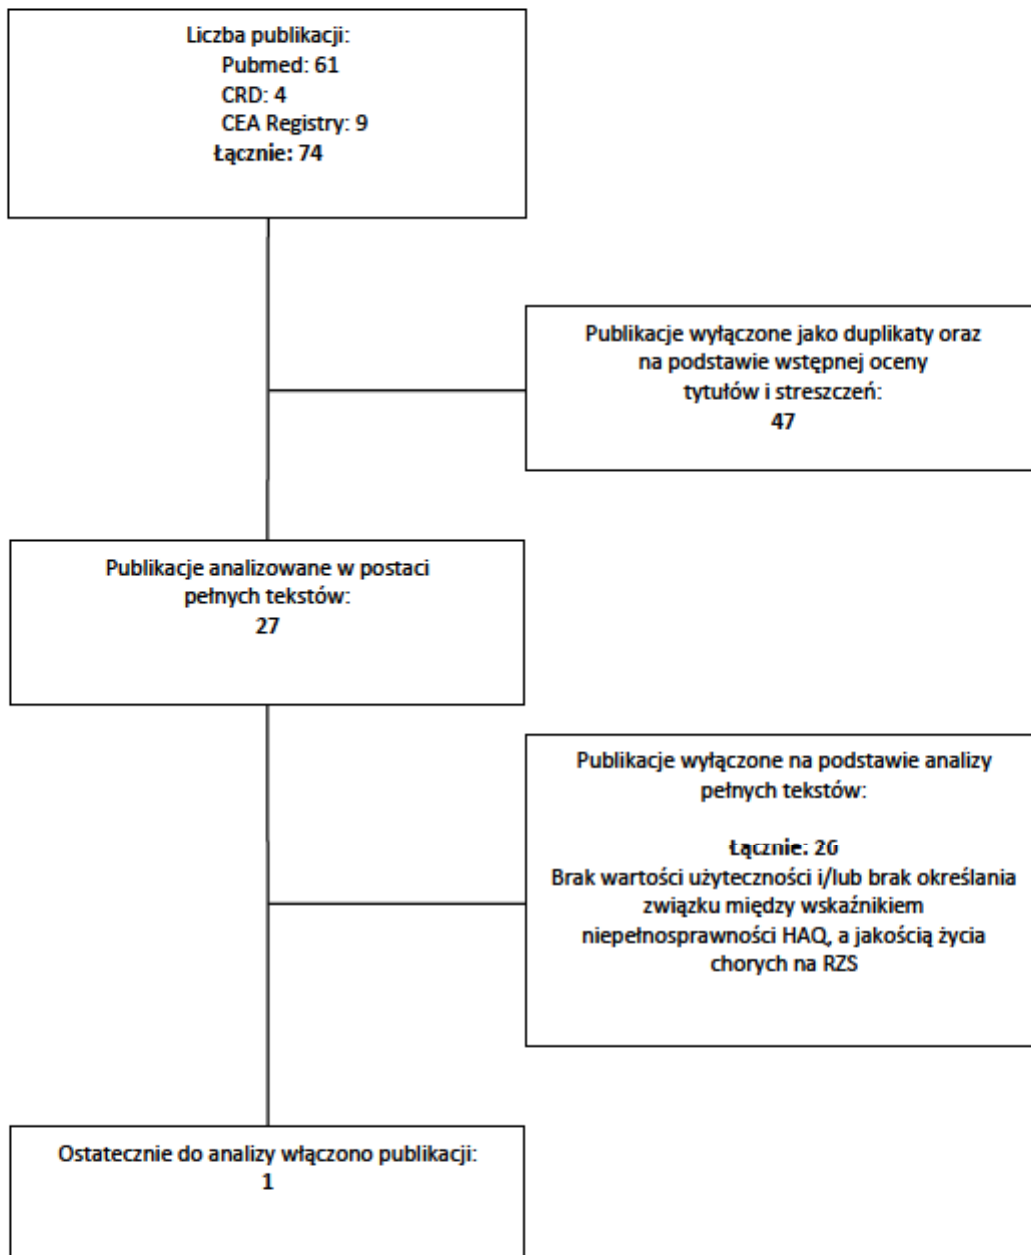 Liczba publikacji:
Pubmed: 61
CRD: 4
CEA Registry: 9
Łącznie: 74
Publikacje wyłączone jako duplikaty oraz
na podstawie wstępnej oceny
tytułów i streszczeń:
47
Publikacje analizowane w postaci
pełnych tekstów:
27
Publikacje wyłączone na podstawie analizy
pełnych tekstów:
Łącznie: 26
Brak wartości użyteczności i/lub brak określania
związku między wskaźnikiem
niepełnosprawności HAQ, a jakością życia
chorych na RZS
Ostatecznie do analizy włączono publikacji:
1